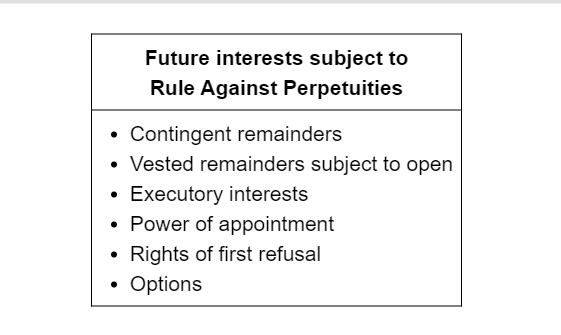 Future interests subject to
Rule Against Perpetuities
• Contingent remainders
• Vested remainders subject to open
• Executory interests
• Power of appointment
• Rights of first refusal
• Options